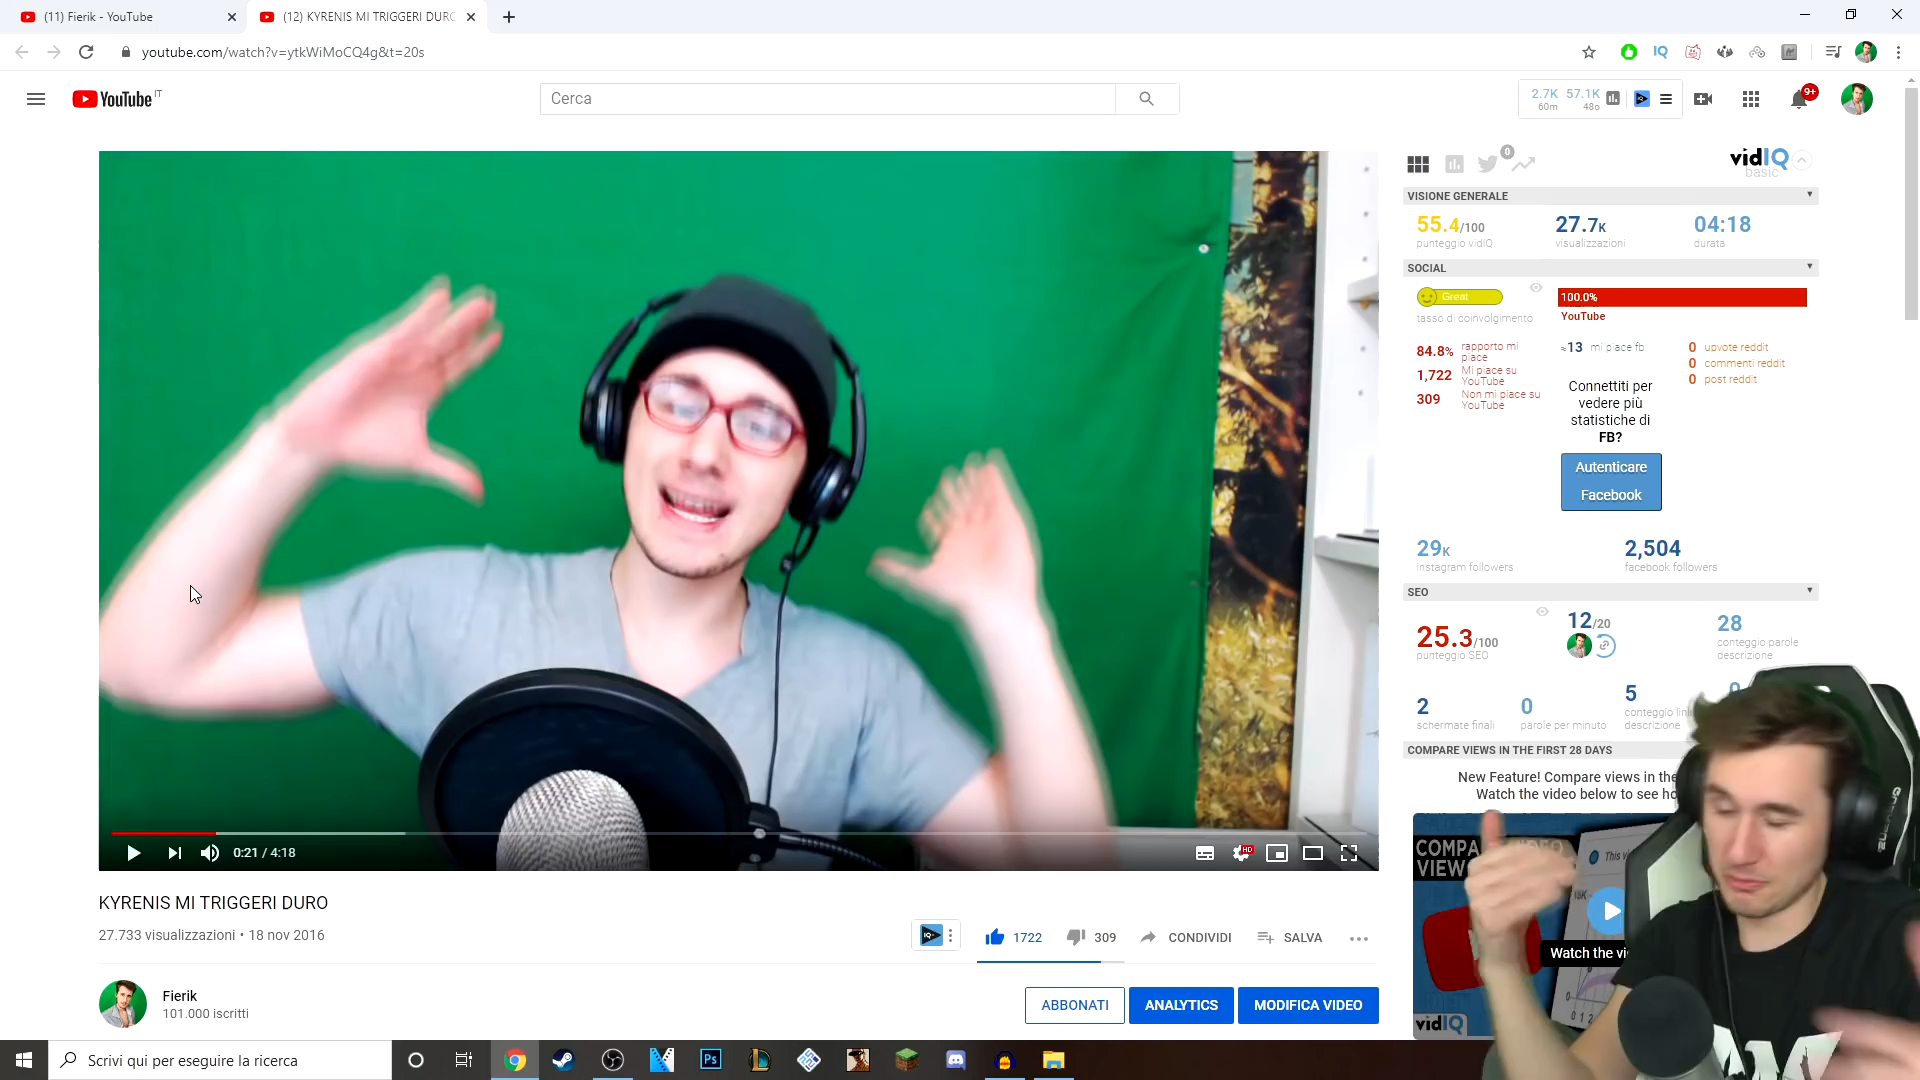 (11) Fierik - YouTube
(12) KYRENIS MI TRIGGERI DURO
youtube.com/watch?v=ytkWiMoCQ4g&t=20s
IQ
YouTube IT
Cerca
2.7K 57.1K
60m 48o
9+
0
vidIQ
basic
VISIONE GENERALE
55.4/100
punteggio vidIQ
27.7K
visualizzazioni
04:18
durata
SOCIAL
Great
tasso di coinvolgimento
100.0%
YouTube
84.8% rapporto mi piace
1,722 Mi piace su YouTube
309 Non mi piace su YouTube
≈13 mi piace fb
0 upvote reddit
0 commenti reddit
0 post reddit
Connettiti per
vedere più
statistiche di
FB?
Autenticare
Facebook
29K
instagram followers
2,504
facebook followers
SEO
25.3/100
punteggio SEO
12/20
28
conteggio parole
descrizione
2
schermate finali
0
parole per minuto
5
descrizione
COMPARE VIEWS IN THE FIRST 28 DAYS
New Feature! Compare views in the
Watch the video below to see
VIEW
Watch the
vidIQ
HD
0:21 / 4:18
KYRENIS MI TRIGGERI DURO
27.733 visualizzazioni • 18 nov 2016
IQ
1722
309
CONDIVIDI
SALVA
Fierik
101.000 iscritti
ABBONATI
ANALYTICS
MODIFICA VIDEO
Scrivi qui per eseguire la ricerca
Ps